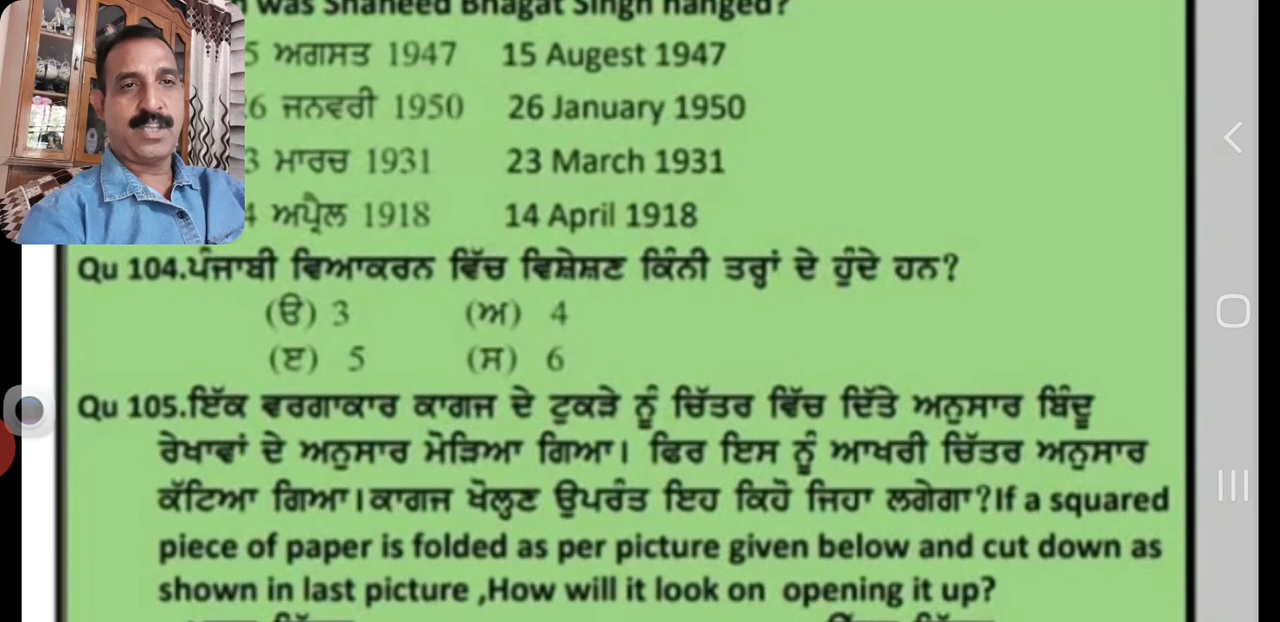 was Shaheed Bhagat Singh hanged?
5 ਅਗਸਤ 1947 15 Augest 1947
6 ਜਨਵਰੀ 1950 26 January 1950
3 ਮਾਰਚ 1931 23 March 1931
4 ਅਪ੍ਰੈਲ 1918 14 April 1918
Qu 104.ਪੰਜਾਬੀ ਵਿਆਕਰਨ ਵਿੱਚ ਵਿਸ਼ੇਸ਼ਣ ਕਿੰਨੀ ਤਰ੍ਹਾਂ ਦੇ ਹੁੰਦੇ ਹਨ?
(ੳ) 3 (ਅ) 4
(ੲ) 5 (ਸ) 6
Qu 105.ਇੱਕ ਵਰਗਾਕਾਰ ਕਾਗਜ ਦੇ ਟੁਕੜੇ ਨੂੰ ਚਿੱਤਰ ਵਿੱਚ ਦਿੱਤੇ ਅਨੁਸਾਰ ਬਿੰਦੂ
ਰੇਖਾਵਾਂ ਦੇ ਅਨੁਸਾਰ ਮੋੜਿਆ ਗਿਆ। ਫਿਰ ਇਸ ਨੂੰ ਆਖਰੀ ਚਿੱਤਰ ਅਨੁਸਾਰ
ਕੱਟਿਆ ਗਿਆ।ਕਾਗਜ ਖੋਲ੍ਹਣ ਉਪਰੰਤ ਇਹ ਕਿਹੋ ਜਿਹਾ ਲਗੇਗਾ?If a squared
piece of paper is folded as per picture given below and cut down as
shown in last picture ,How will it look on opening it up?